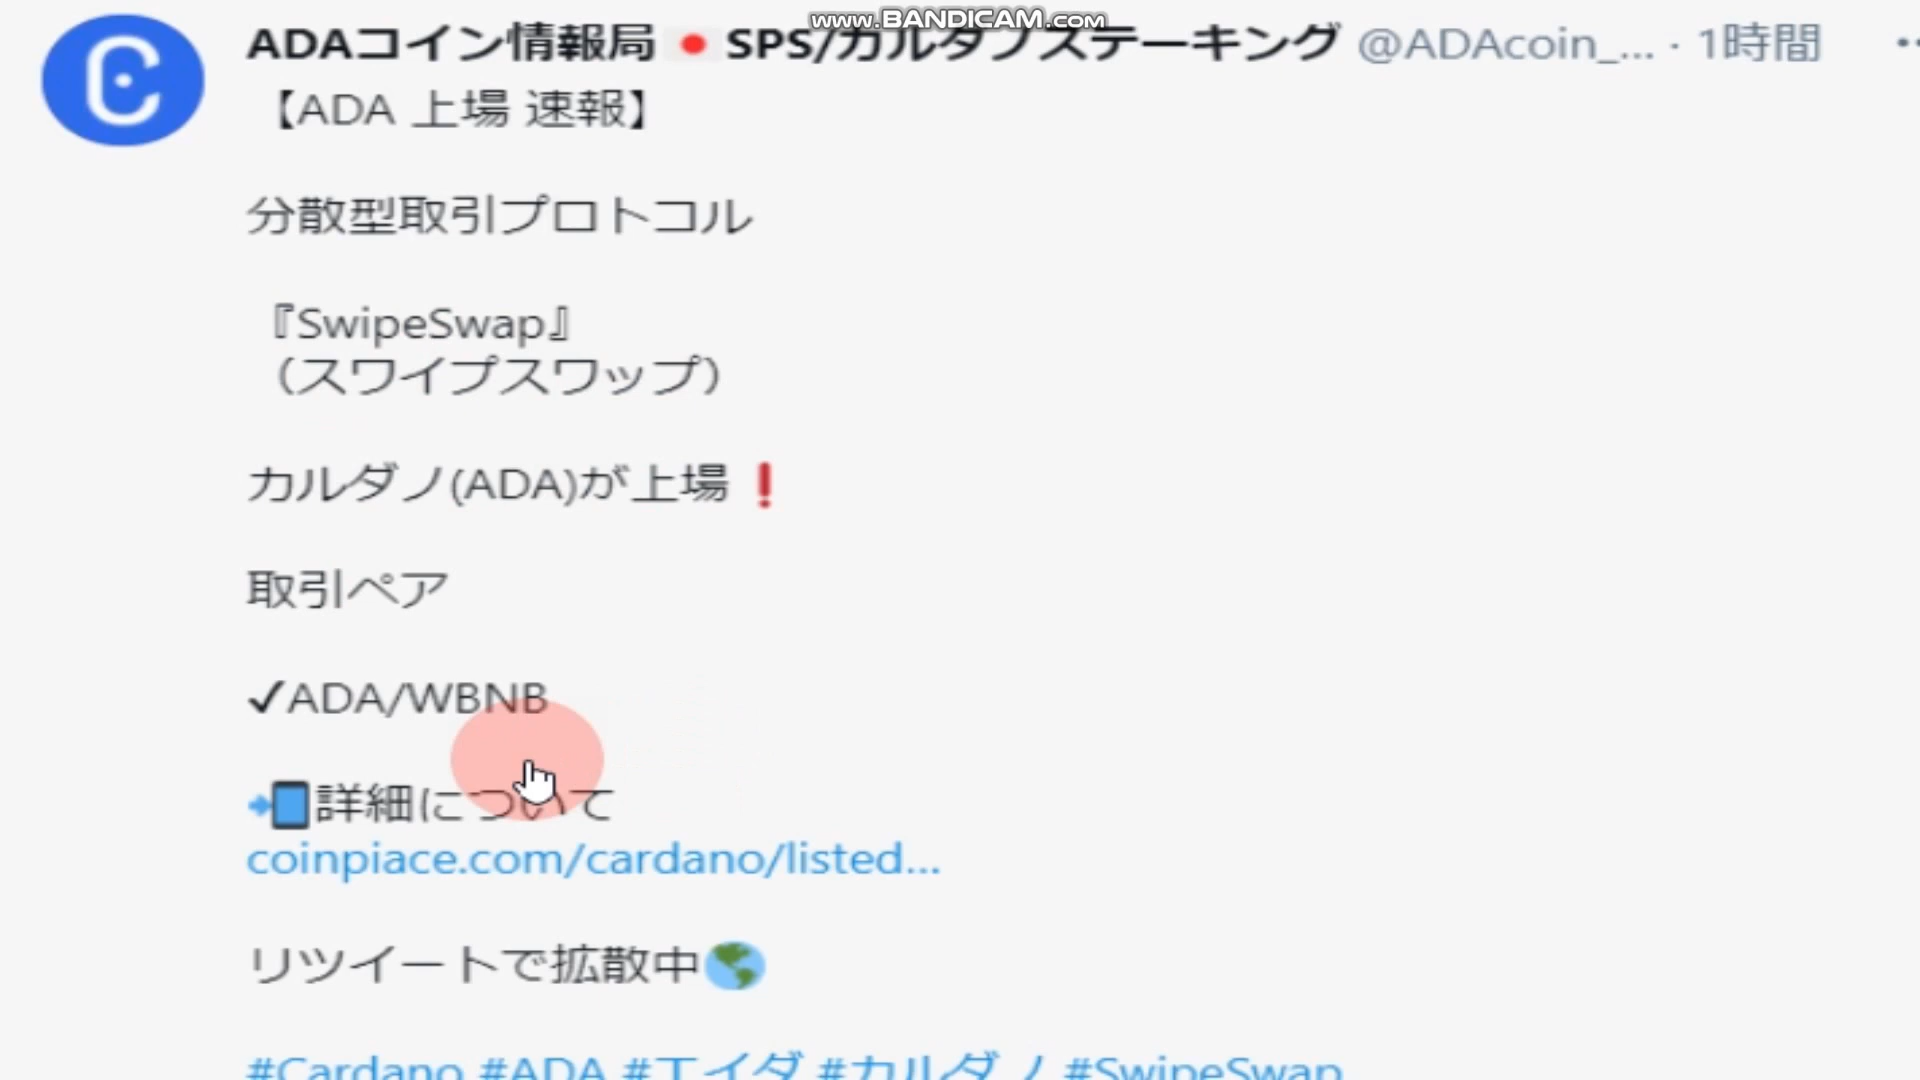 www.BANDICAM.com
ADAコイン情報局🇯🇵SPS/カルダノステーキング @ADAcoin_... · 1時間
【ADA 上場 速報】
分散型取引プロトコル
『SwipeSwap』
（スワイプスワップ）
カルダノ(ADA)が上場❗
取引ペア
✓ADA/WBNB
📲詳細について
coinpiace.com/cardano/listed...
リツイートで拡散中🌎
#Cardano #ADA #エイダ #カルダノ #SwipeSwap